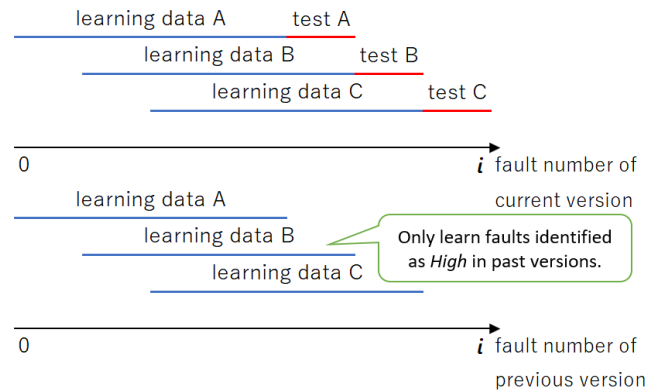 learning data A test A
learning data B test B
learning data C test C
0 i fault number of
current version
learning data A
learning data B
Only learn faults identified
as High in past versions.
learning data C
0 i fault number of
previous version